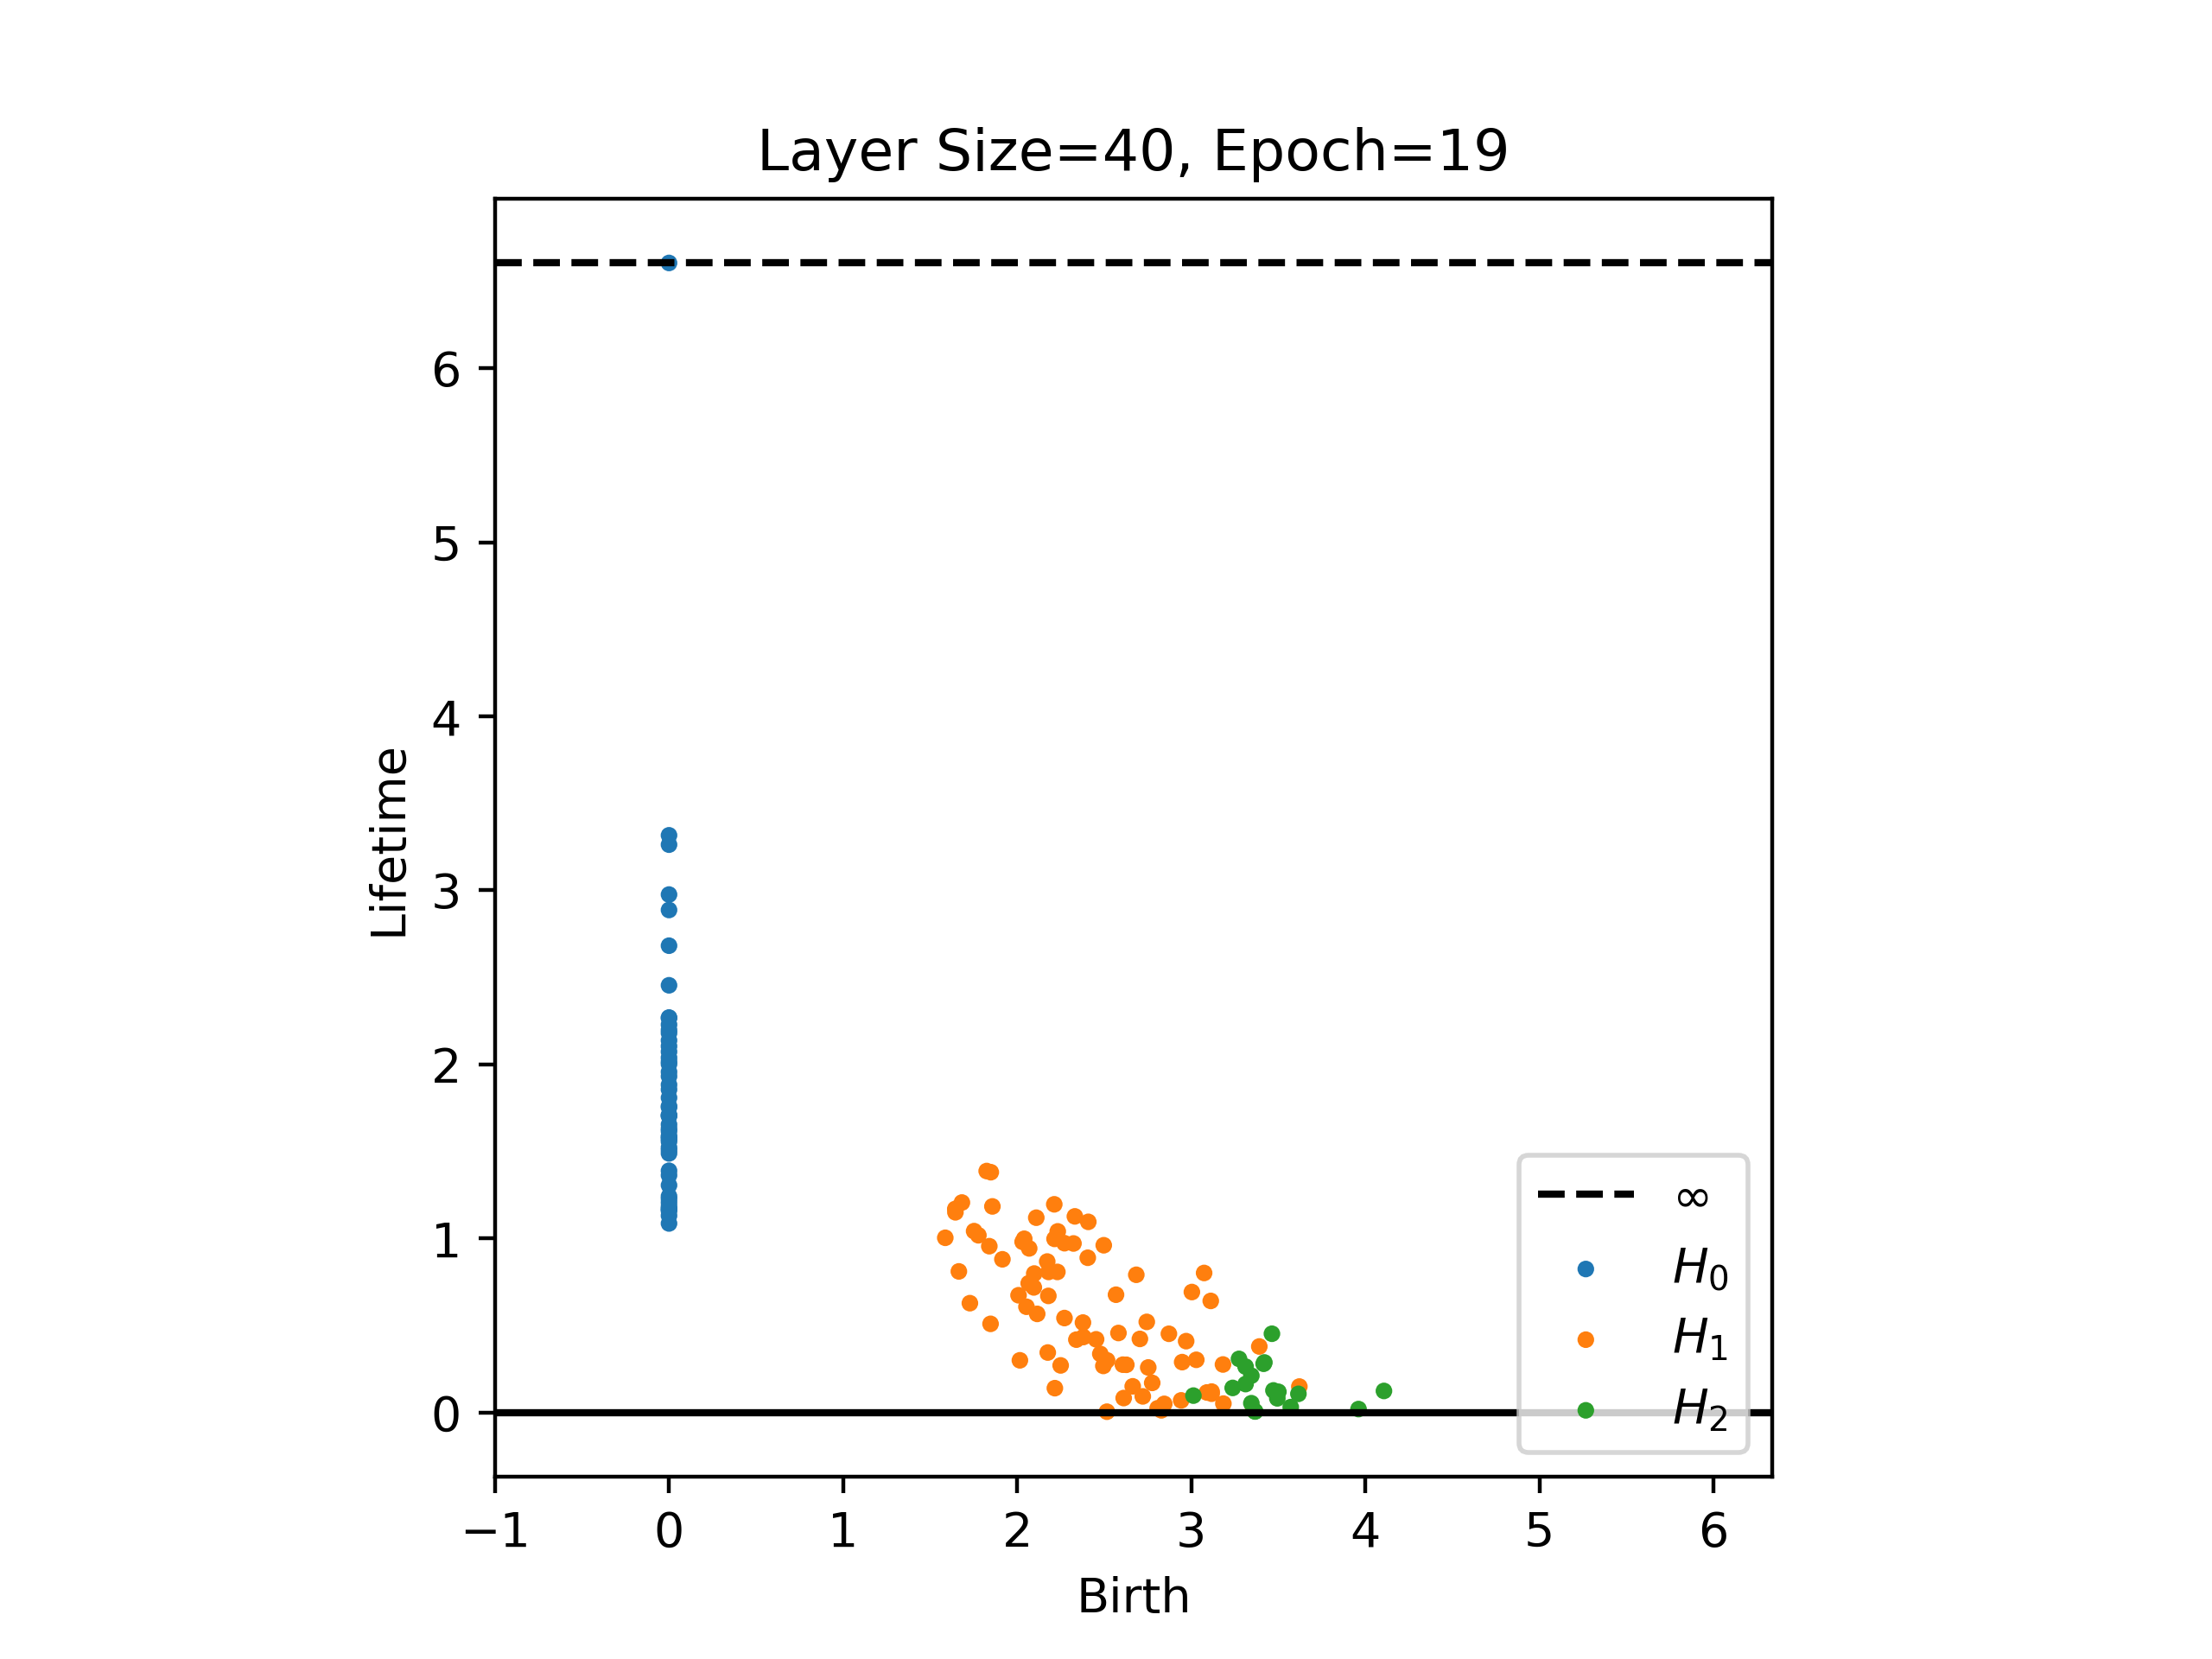 Layer Size=40, Epoch=19
Lifetime
6
5
4
3
2
1
0
−1 0 1 2 3 4 5 6
Birth
∞
H₀
H₁
H₂